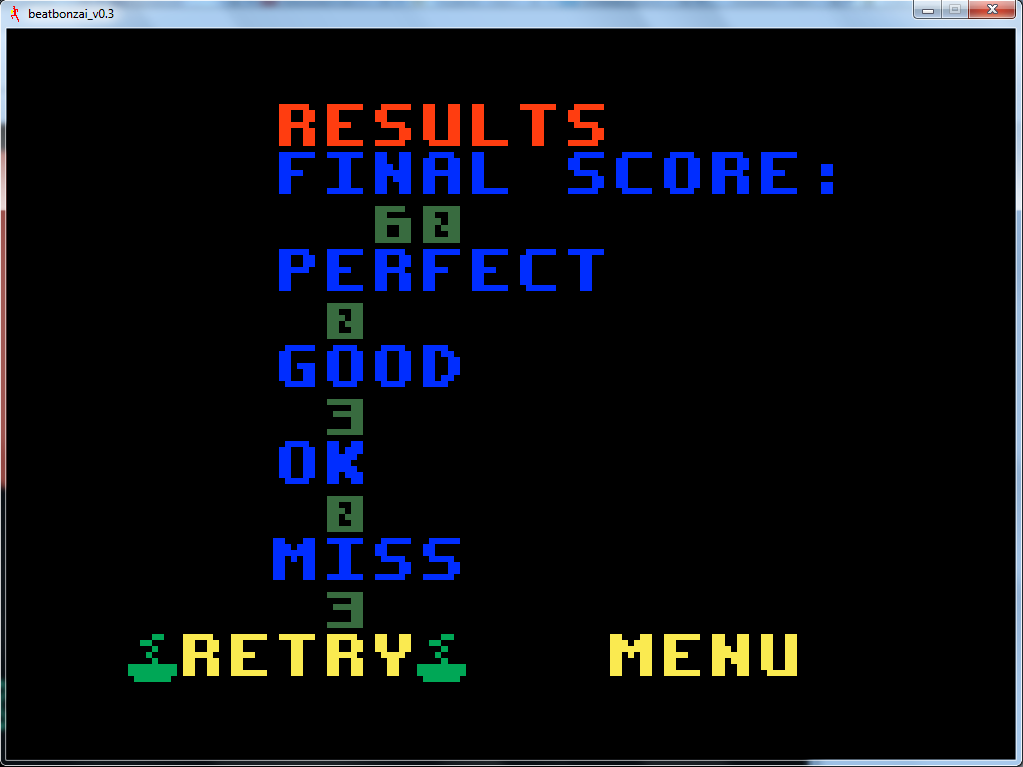 beatbonzai_v0.3
RESULTS
FINAL SCORE:
60
PERFECT
0
GOOD
3
OK
0
MISS
3
RETRY MENU